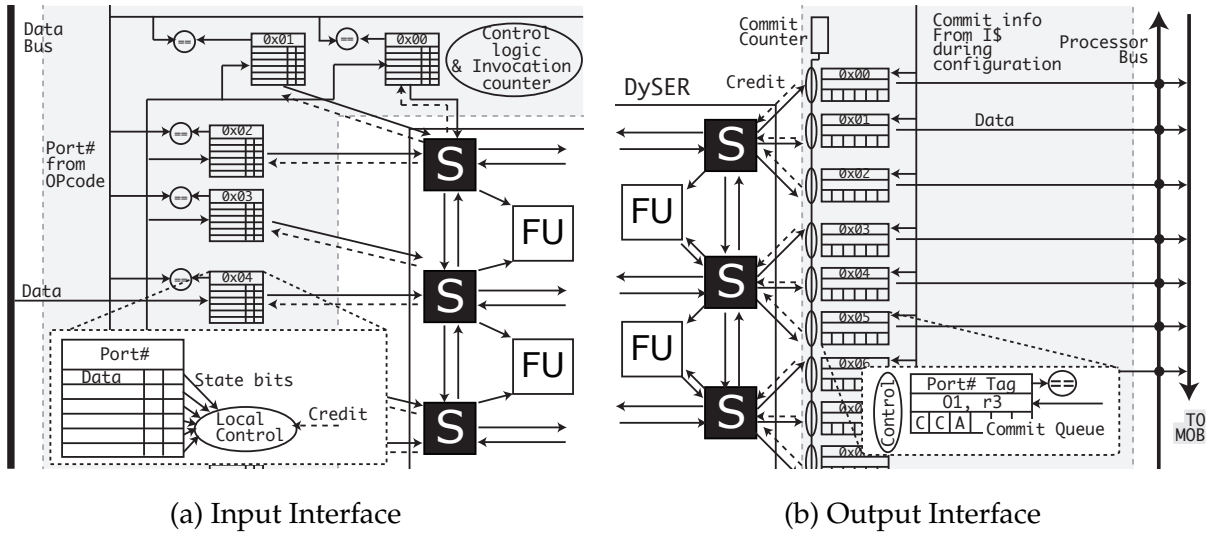 Data
Bus
==
0x01
==
0x00
Control
logic
& Invocation
counter
==
0x02
S
Port#
from
OPcode
==
0x03
FU
==
0x04
S
Data
Port#
Data
State bits
Local
Control
Credit
FU
S
(a) Input Interface
Commit
Counter
Commit info
From I$
during
configuration
Processor
Bus
Credit
0x00
DySER
0x01
Data
S
0x02
FU
0x03
S
0x04
0x05
FU
0x06
Control
Port# Tag
==
O1, r3
C C A
Commit Queue
S
0x0
0x0
TO
MOB
(b) Output Interface